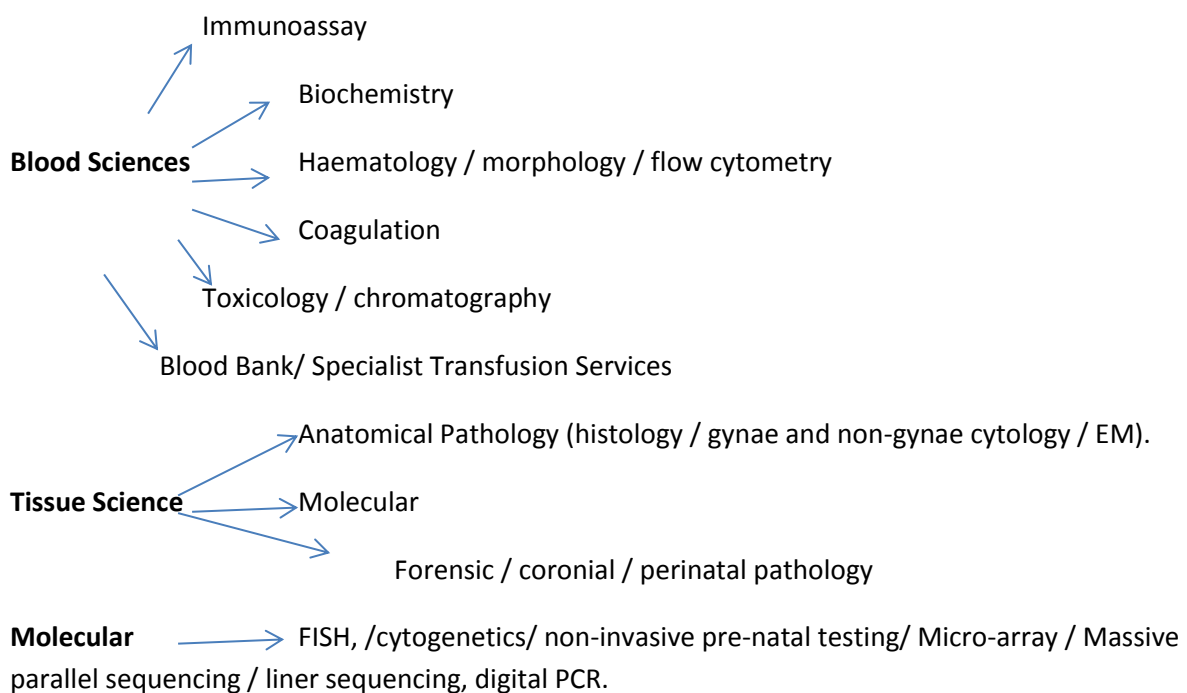 Immunoassay
Biochemistry
Blood Sciences Haematology / morphology / flow cytometry
Coagulation
Toxicology / chromatography
Blood Bank/ Specialist Transfusion Services
Anatomical Pathology (histology / gynae and non-gynae cytology / EM).
Tissue Science Molecular
Forensic / coronial / perinatal pathology
Molecular FISH, /cytogenetics/ non-invasive pre-natal testing/ Micro-array / Massive
parallel sequencing / liner sequencing, digital PCR.